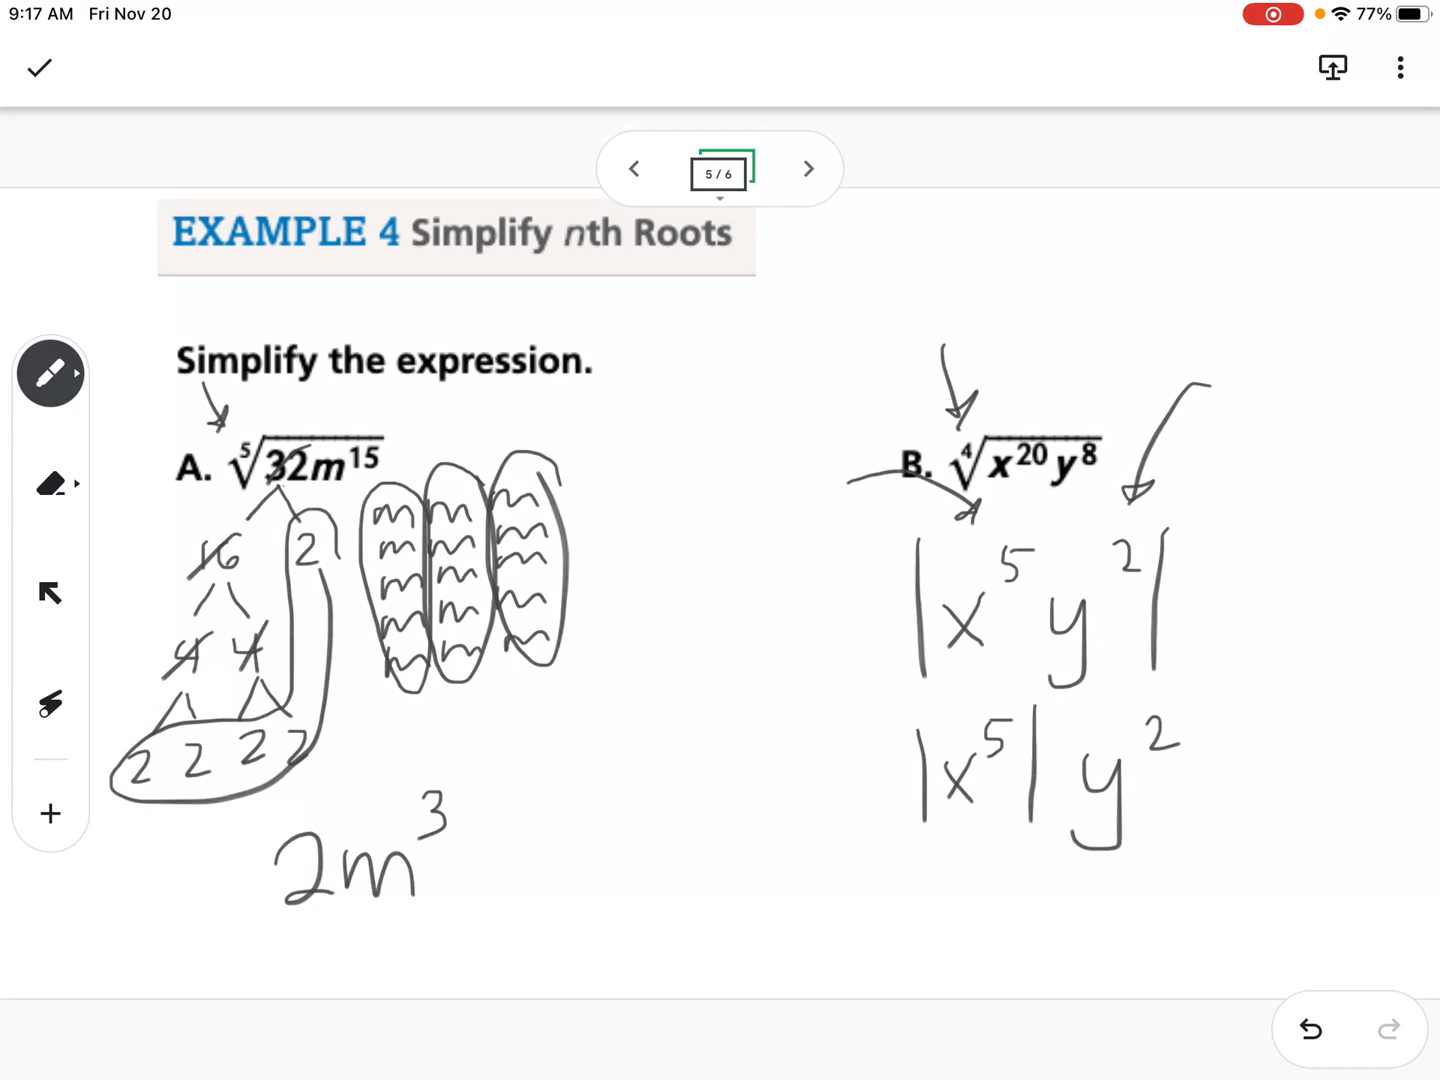 9:17 AM Fri Nov 20 77%
5 / 6
EXAMPLE 4 Simplify nth Roots
Simplify the expression.
A. ⁵√32m¹⁵
B. ⁴√x²⁰y⁸
16 2
4 4
2 2 2 2
m m m
m m m
m m m
m m m
m m m
2m³
|x⁵y²|
|x⁵|y²